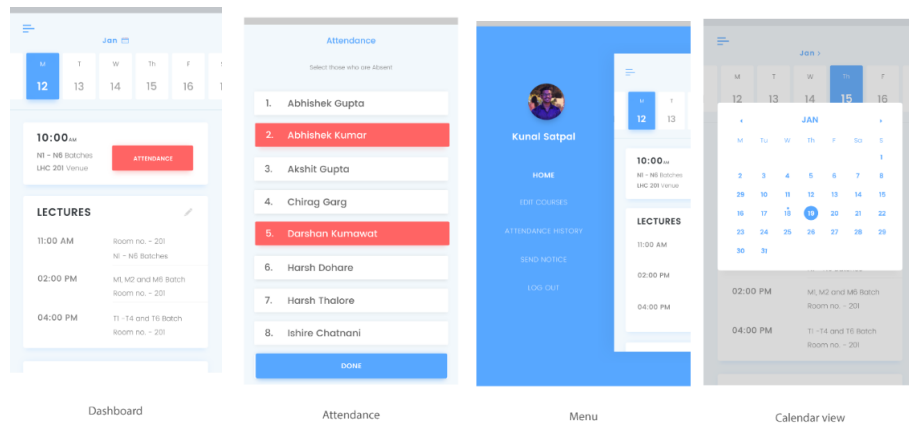 Jan
M T W Th F S
12 13 14 15 16 1
10:00AM
N1 - N6 Batches
LHC 201 Venue
ATTENDANCE
LECTURES
11:00 AM Room no. - 201
N1 - N6 Batches
02:00 PM M1, M2 and M6 Batch
Room no. - 201
04:00 PM T1 -T4 and T6 Batch
Room no. - 201
Dashboard
Attendance
Select those who are Absent
1. Abhishek Gupta
2. Abhishek Kumar
3. Akshit Gupta
4. Chirag Garg
5. Darshan Kumawat
6. Harsh Dohare
7. Harsh Thalore
8. Ishire Chatnani
DONE
Attendance
Kunal Satpal
HOME
EDIT COURSES
ATTENDANCE HISTORY
SEND NOTICE
LOG OUT
M T
12 13
10:00AM
N1 - N6 Batches
LHC 201 Venue
LECTURES
11:00 AM
02:00 PM
04:00 PM
Menu
Jan >
M T W Th F
12 13 14 15 16
JAN
M Tu W Th F Sa S
1
2 3 4 5 6 7 8
29 10 11 12 13 14 15
16 17 18 19 20 21 22
23 24 25 26 27 28 29
30 31
02:00 PM M1, M2 and M6 Batch
Room no. - 201
04:00 PM T1 -T4 and T6 Batch
Room no. - 201
Calendar view